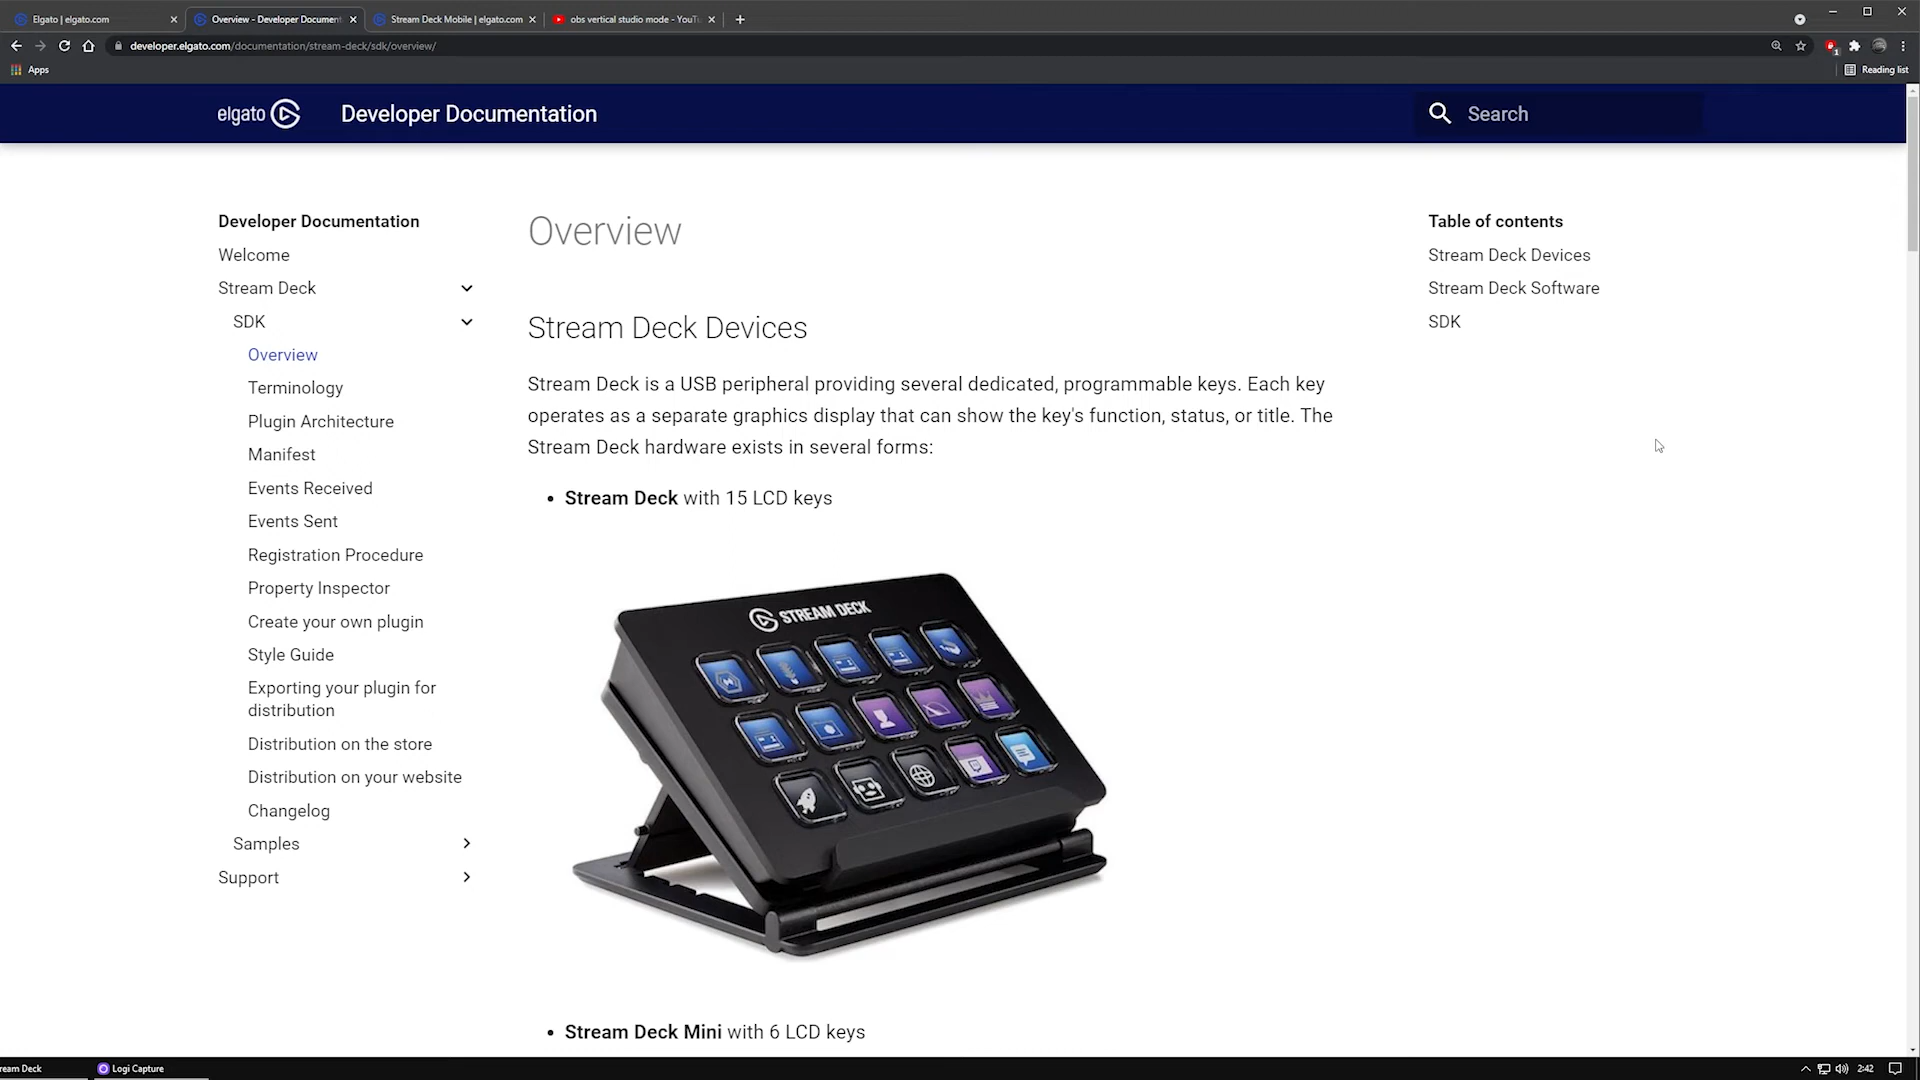 Elgato | elgato.com
Overview - Developer Documen
Stream Deck Mobile | elgato.com
obs vertical studio mode - YouTu
developer.elgato.com/documentation/stream-deck/sdk/overview/
1
Apps
Reading list
elgato
Developer Documentation
Search
Developer Documentation
Welcome
Stream Deck
SDK
Overview
Terminology
Plugin Architecture
Manifest
Events Received
Events Sent
Registration Procedure
Property Inspector
Create your own plugin
Style Guide
Exporting your plugin for
distribution
Distribution on the store
Distribution on your website
Changelog
Samples
Support
Overview
Stream Deck Devices
Stream Deck is a USB peripheral providing several dedicated, programmable keys. Each key
operates as a separate graphics display that can show the key's function, status, or title. The
Stream Deck hardware exists in several forms:
• Stream Deck with 15 LCD keys
STREAM DECK
• Stream Deck Mini with 6 LCD keys
Table of contents
Stream Deck Devices
Stream Deck Software
SDK
ream Deck
Logi Capture
2:42